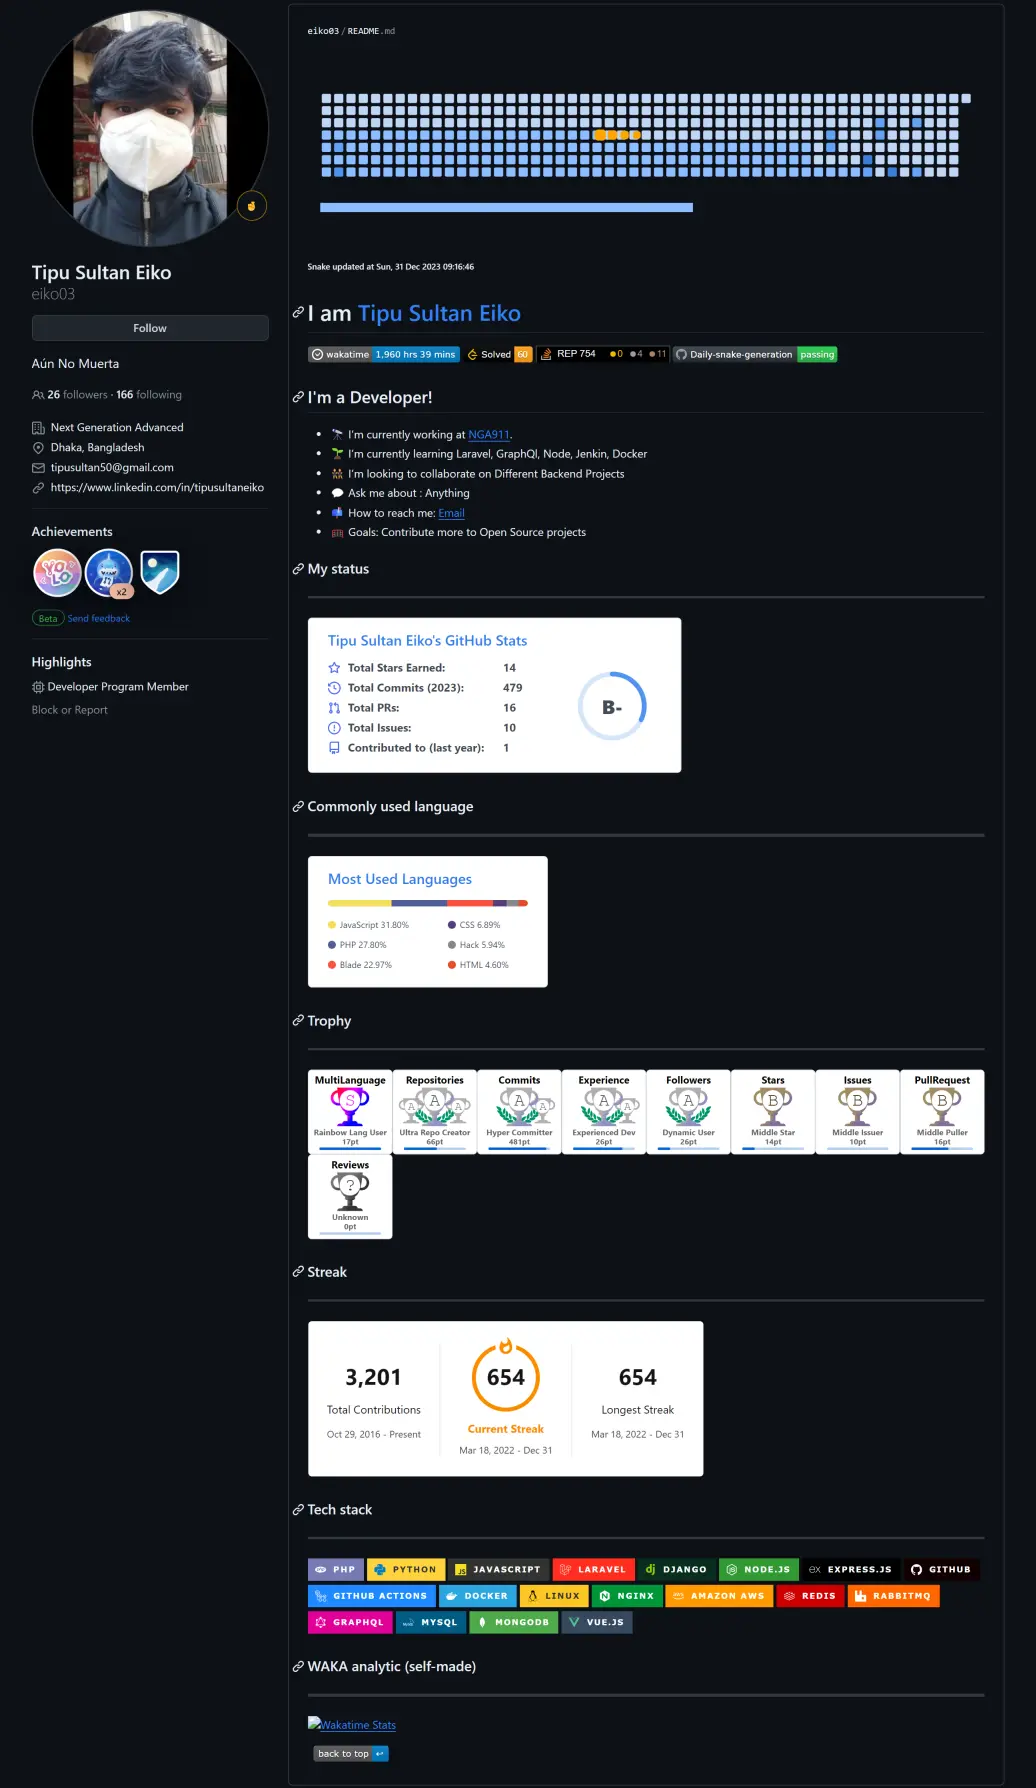 Tipu Sultan Eiko
eiko03
Follow
Aún No Muerta
26 followers · 166 following
Next Generation Advanced
Dhaka, Bangladesh
tipusultan50@gmail.com
https://www.linkedin.com/in/tipusultaneiko
Achievements
YOLO
x2
Beta Send feedback
Highlights
Developer Program Member
Block or Report
eiko03/README.md
Snake updated at Sun, 31 Dec 2023 09:16:46
I am Tipu Sultan Eiko
wakatime 1,960 hrs 39 mins Solved 60 REP 754 0 4 11 Daily-snake-generation passing
I'm a Developer!
I'm currently working at NGA911.
I'm currently learning Laravel, GraphQl, Node, Jenkin, Docker
I'm looking to collaborate on Different Backend Projects
Ask me about : Anything
How to reach me: Email
Goals: Contribute more to Open Source projects
My status
Tipu Sultan Eiko's GitHub Stats
Total Stars Earned: 14
Total Commits (2023): 479
Total PRs: 16
Total Issues: 10
Contributed to (last year): 1
B-
Commonly used language
Most Used Languages
JavaScript 31.80% CSS 6.89%
PHP 27.80% Hack 5.94%
Blade 22.97% HTML 4.60%
Trophy
MultiLanguage Repositories Commits Experience Followers Stars Issues PullRequest
S A A A A A A A A A B B B
Rainbow Lang User Ultra Repo Creator Hyper Committer Experienced Dev Dynamic User Middle Star Middle Issuer Middle Puller
17pt 66pt 481pt 26pt 26pt 14pt 10pt 16pt
Reviews
?
Unknown
0pt
Streak
3,201 654 654
Total Contributions Current Streak Longest Streak
Oct 29, 2016 - Present Mar 18, 2022 - Dec 31 Mar 18, 2022 - Dec 31
Tech stack
PHP PYTHON JAVASCRIPT LARAVEL DJANGO NODE.JS EXPRESS.JS GITHUB
GITHUB ACTIONS DOCKER LINUX NGINX AMAZON AWS REDIS RABBITMQ
GRAPHQL MYSQL MONGODB VUE.JS
WAKA analytic (self-made)
Wakatime Stats
back to top